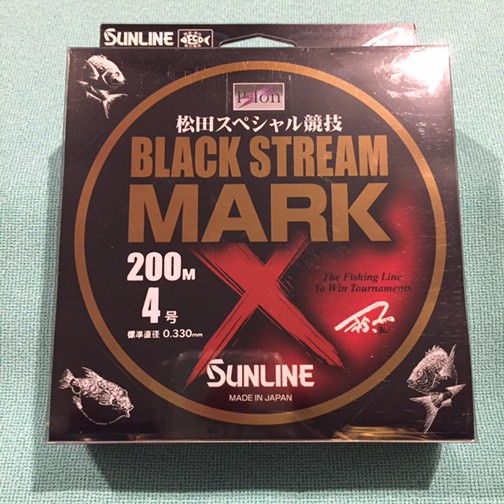 SUNLINE
P-Ion
松田スペシャル競技
BLACK STREAM
MARK
X
200M
4号
標準直径 0.330mm
The Fishing Line
To Win Tournaments
SUNLINE
MADE IN JAPAN